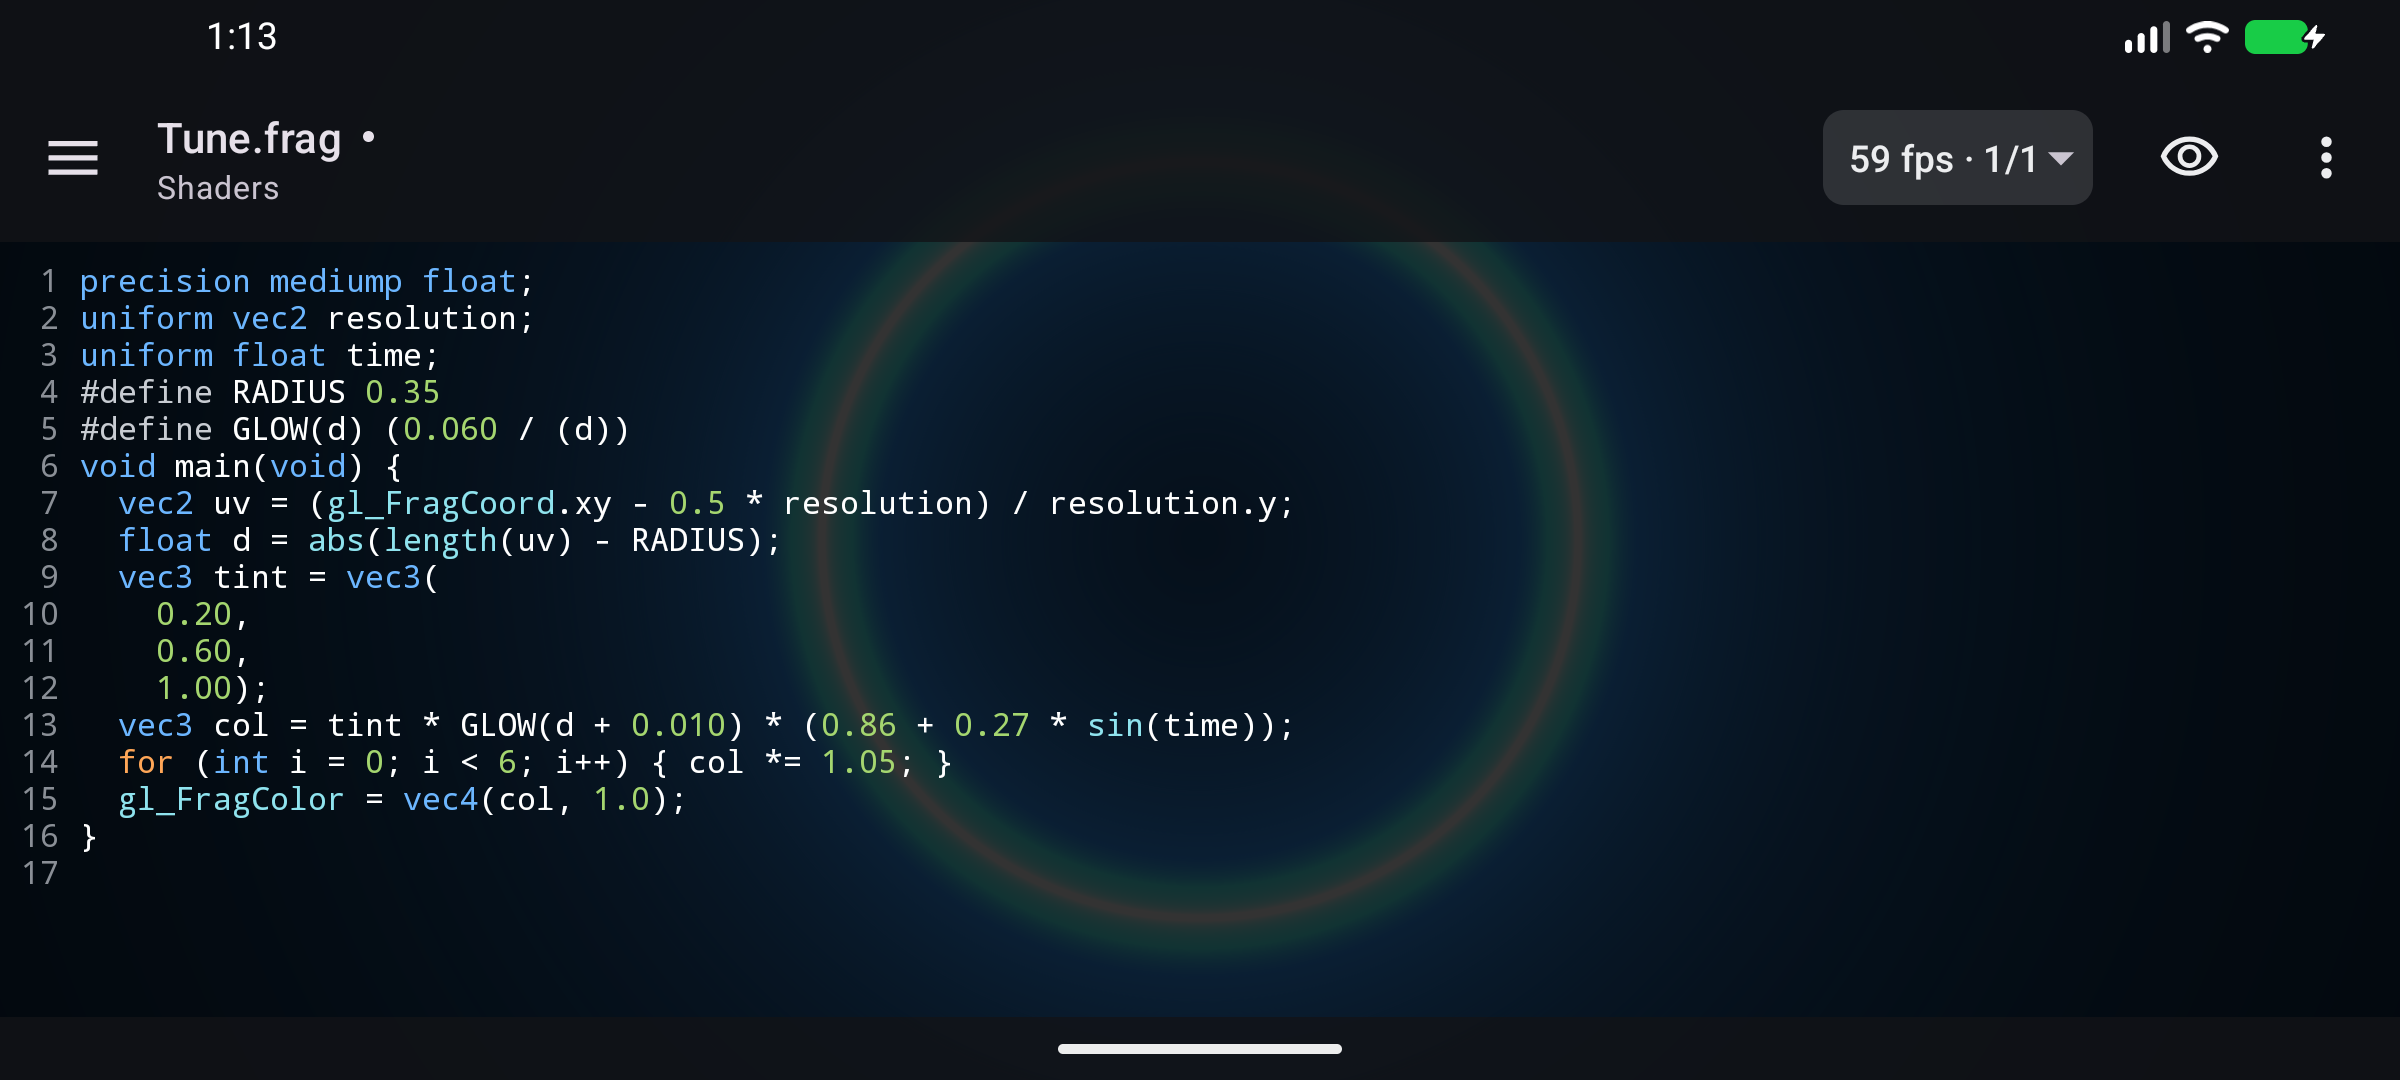 1:13
Tune.frag •
Shaders
59 fps · 1/1
1 precision mediump float;
2 uniform vec2 resolution;
3 uniform float time;
4 #define RADIUS 0.35
5 #define GLOW(d) (0.060 / (d))
6 void main(void) {
7   vec2 uv = (gl_FragCoord.xy - 0.5 * resolution) / resolution.y;
8   float d = abs(length(uv) - RADIUS);
9   vec3 tint = vec3(
10     0.20,
11     0.60,
12     1.00);
13   vec3 col = tint * GLOW(d + 0.010) * (0.86 + 0.27 * sin(time));
14   for (int i = 0; i < 6; i++) { col *= 1.05; }
15   gl_FragColor = vec4(col, 1.0);
16 }
17